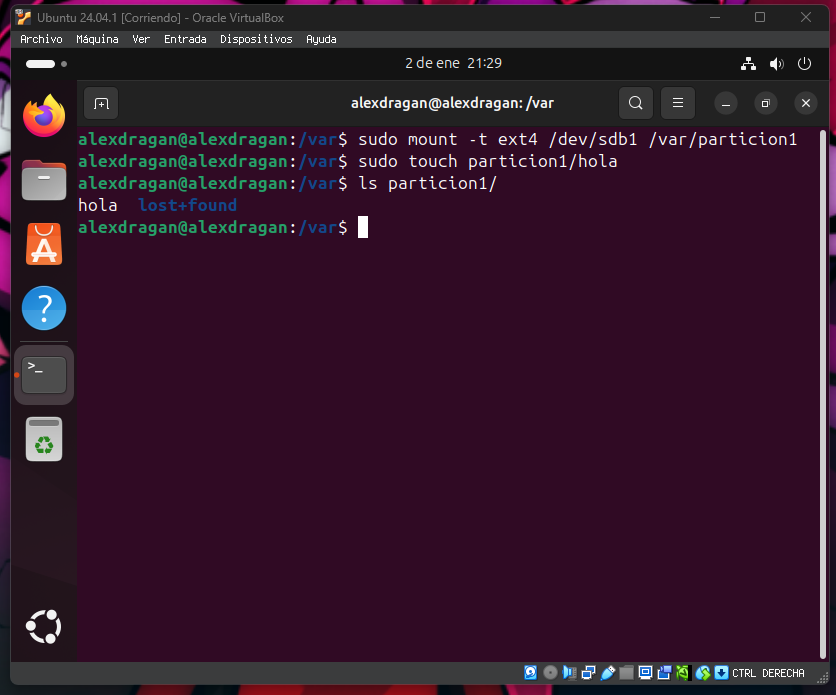 Ubuntu 24.04.1 [Corriendo] - Oracle VirtualBox
Archivo Máquina Ver Entrada Dispositivos Ayuda
2 de ene 21:29
alexdragan@alexdragan: /var
alexdragan@alexdragan:/var$ sudo mount -t ext4 /dev/sdb1 /var/particion1
alexdragan@alexdragan:/var$ sudo touch particion1/hola
alexdragan@alexdragan:/var$ ls particion1/
hola lost+found
alexdragan@alexdragan:/var$
CTRL DERECHA